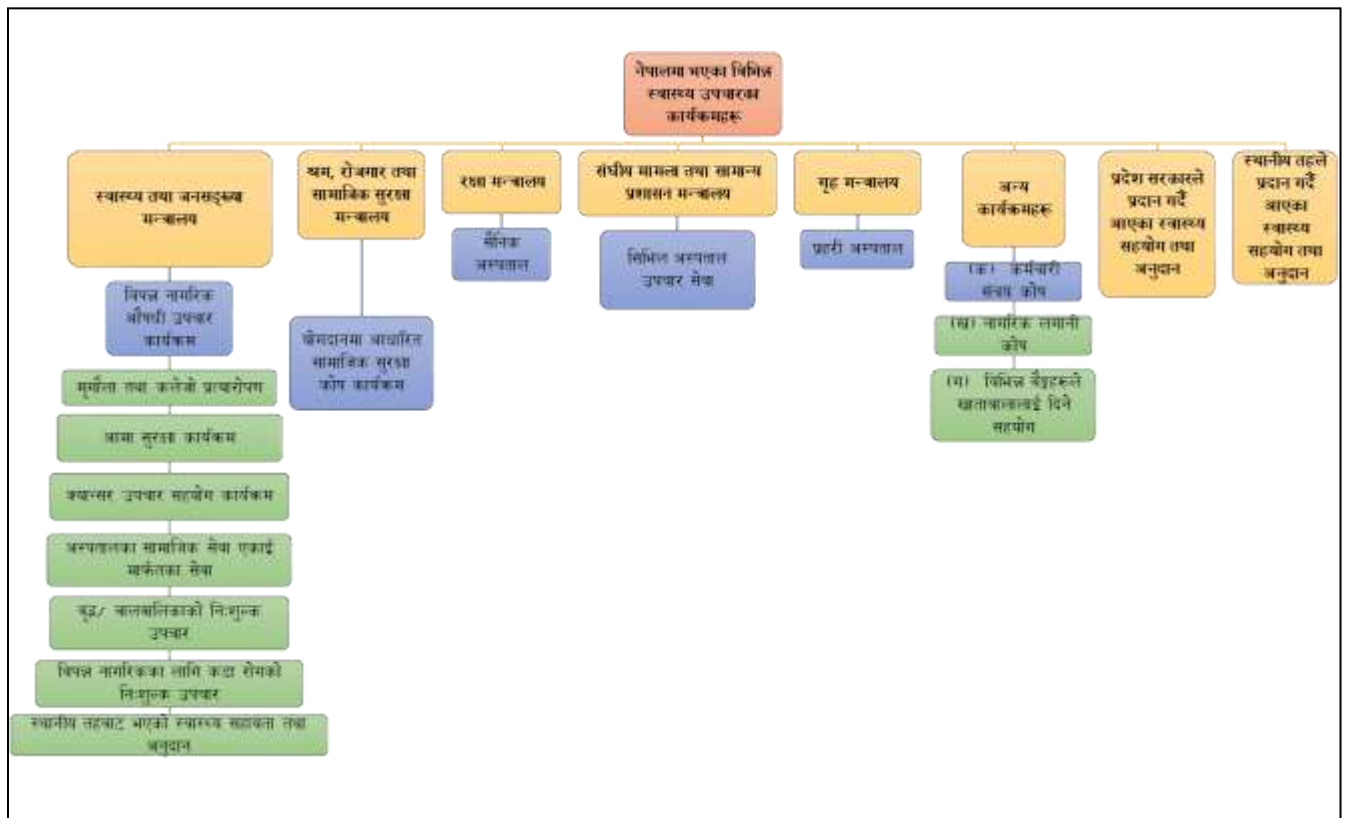 नेपालमा भएका विभिन्न
स्वास्थ्य उपचारका
कार्यक्रमहरू
स्वास्थ्य तथा जनसङ्ख्या
मन्त्रालय
विपन्न नागरिक
औषधी उपचार
कार्यक्रम
मृगौला तथा कलेजो प्रत्यारोपण
आमा सुरक्षा कार्यक्रम
क्यान्सर उपचार सहयोग कार्यक्रम
अस्पतालका सामाजिक सेवा एकाई
मार्फतका सेवा
वृद्ध/ बालबालिकाको निःशुल्क
उपचार
विपन्न नागरिकका लागि कडा रोगको
निःशुल्क उपचार
स्थानीय तहबाट भएको स्वास्थ्य सहायता तथा
अनुदान
श्रम, रोजगार तथा
सामाजिक सुरक्षा
मन्त्रालय
योगदानमा आधारित
सामाजिक सुरक्षा
कोष कार्यक्रम
रक्षा मन्त्रालय
सैनिक
अस्पताल
संघीय मामला तथा सामान्य
प्रशासन मन्त्रालय
सिभिल अस्पताल
उपचार सेवा
गृह मन्त्रालय
प्रहरी अस्पताल
अन्य
कार्यक्रमहरू
(क) कर्मचारी
संचय कोष
(ख) नागरिक लगानी
कोष
(ग) विभिन्न बैङ्कहरूले
खातावालालाई दिने
सहयोग
प्रदेश सरकारले
प्रदान गर्दै
आएका स्वास्थ्य
सहयोग तथा
अनुदान
स्थानीय तहले
प्रदान गर्दै
आएका
स्वास्थ्य
सहयोग तथा
अनुदान